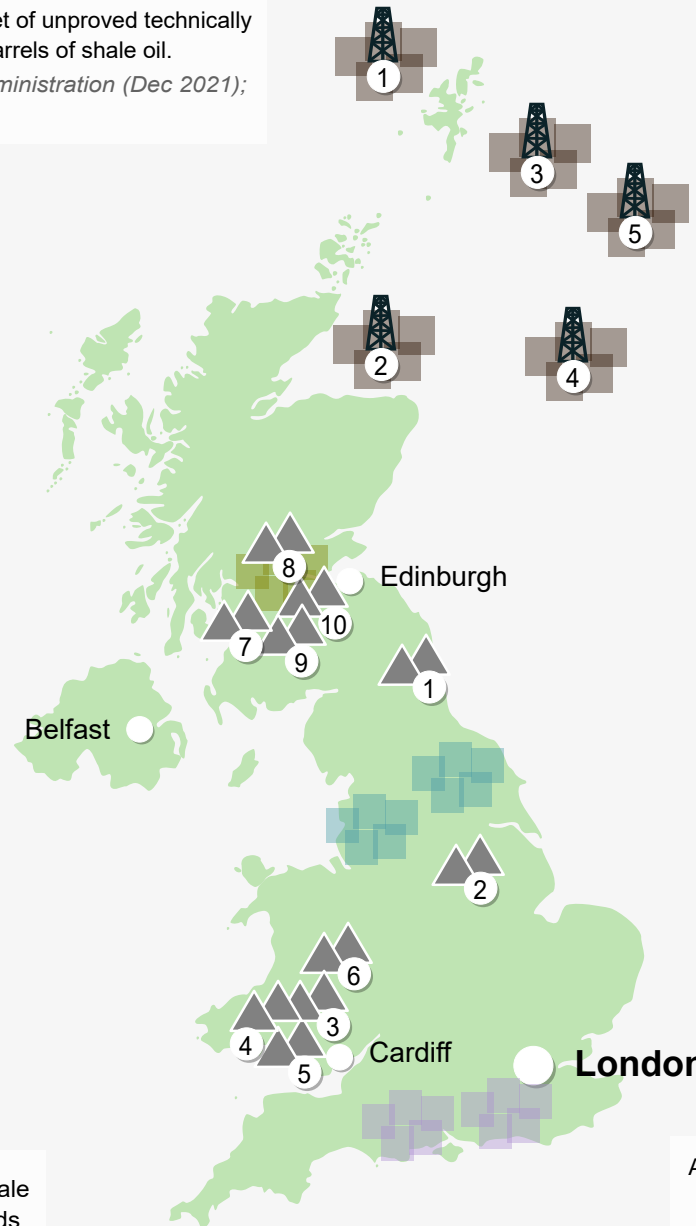 of unproved technically
arrels of shale oil.
ministration (Dec 2021);
1
3
5
2
4
8
Edinburgh
10
7
9
1
Belfast
2
6
3
4
Cardiff
5
London
A
ale
ds